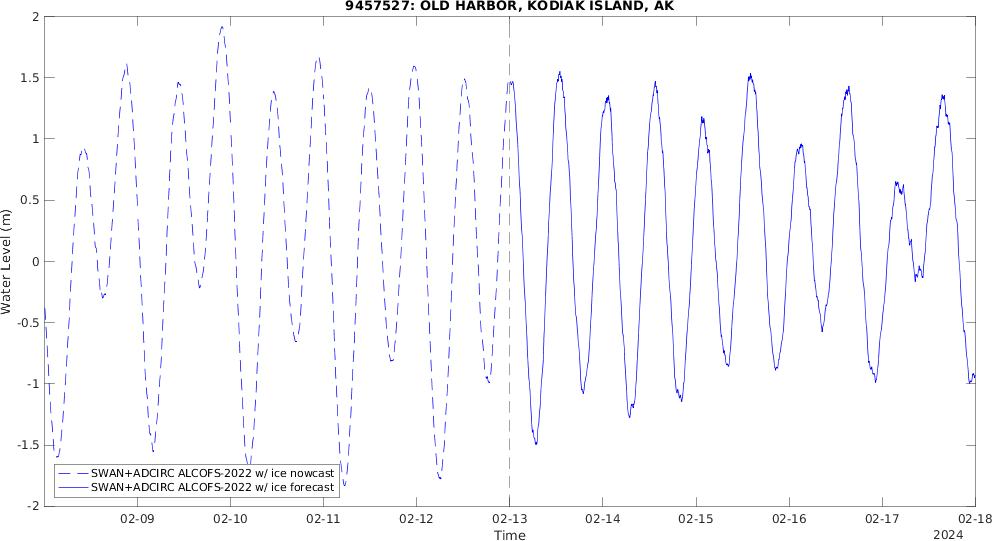 9457527: OLD HARBOR, KODIAK ISLAND, AK
2
1.5
1
0.5
0
-0.5
-1
-1.5
-2
Water Level (m)
SWAN+ADCIRC ALCOFS-2022 w/ ice nowcast
SWAN+ADCIRC ALCOFS-2022 w/ ice forecast
02-09 02-10 02-11 02-12 02-13 02-14 02-15 02-16 02-17 02-18
Time
2024